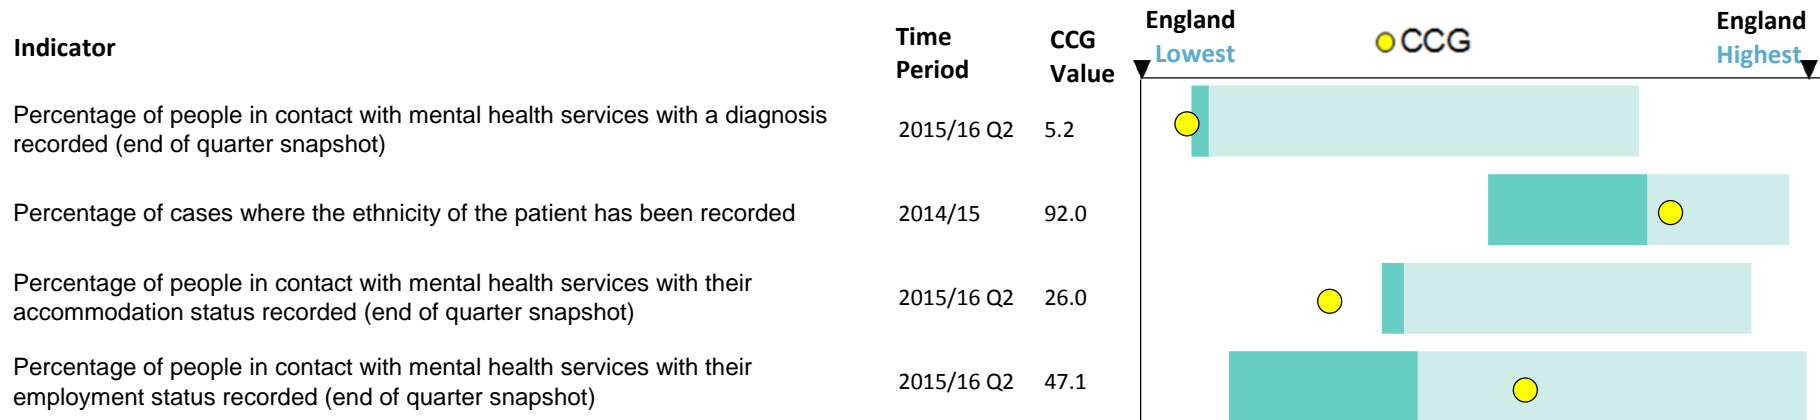 Indicator
Time Period
CCG Value
England Lowest
CCG
England Highest
Percentage of people in contact with mental health services with a diagnosis
recorded (end of quarter snapshot)
2015/16 Q2 5.2
Percentage of cases where the ethnicity of the patient has been recorded
2014/15 92.0
Percentage of people in contact with mental health services with their
accommodation status recorded (end of quarter snapshot)
2015/16 Q2 26.0
Percentage of people in contact with mental health services with their
employment status recorded (end of quarter snapshot)
2015/16 Q2 47.1